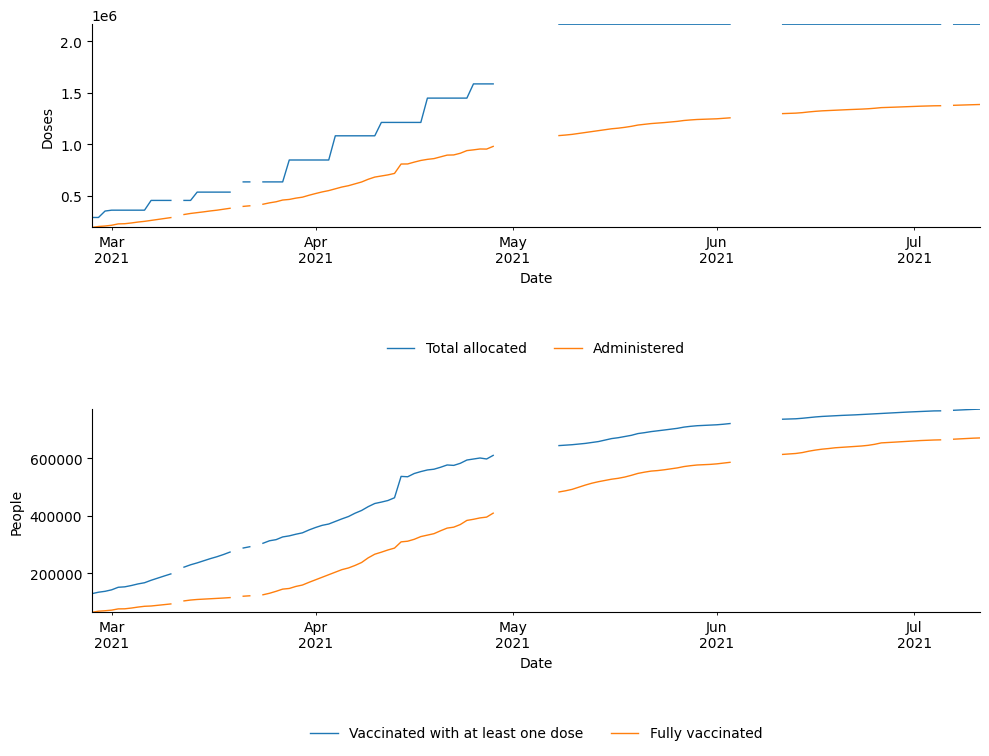 1e6
2.0
1.5
1.0
0.5
Doses
Mar Apr May Jun Jul
2021 2021 2021 2021 2021
Date
Total allocated Administered
600000
400000
200000
People
Mar Apr May Jun Jul
2021 2021 2021 2021 2021
Date
Vaccinated with at least one dose Fully vaccinated